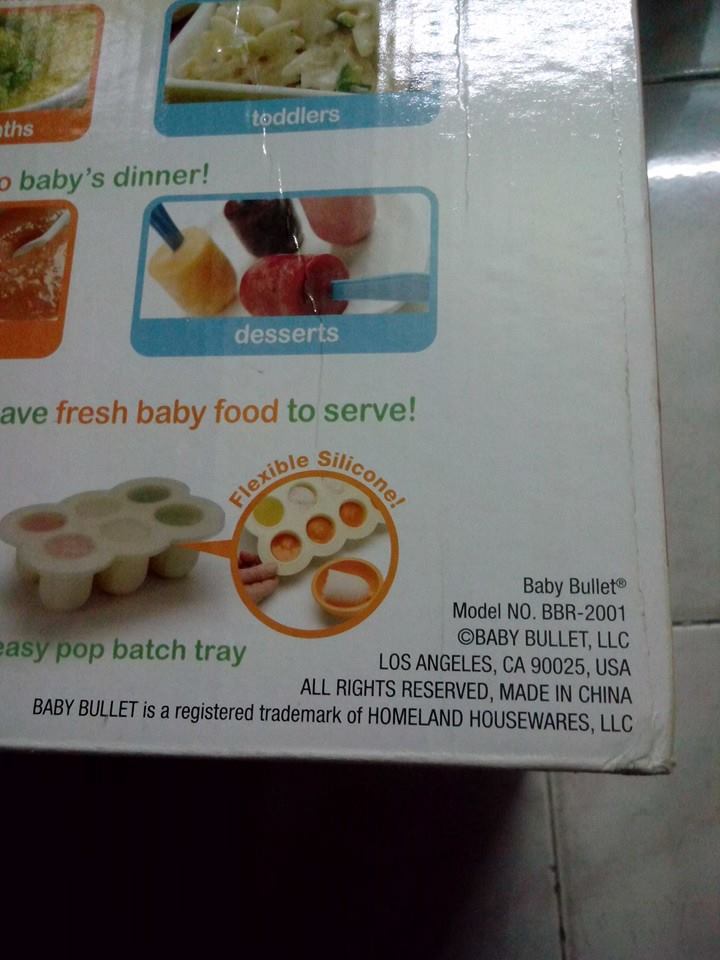 toddlers
baby's dinner!
desserts
fresh baby food to serve!
Flexible Silicone!
easy pop batch tray
Baby Bullet®
Model NO. BBR-2001
©BABY BULLET, LLC
LOS ANGELES, CA 90025, USA
ALL RIGHTS RESERVED, MADE IN CHINA
BABY BULLET is a registered trademark of HOMELAND HOUSEWARES, LLC